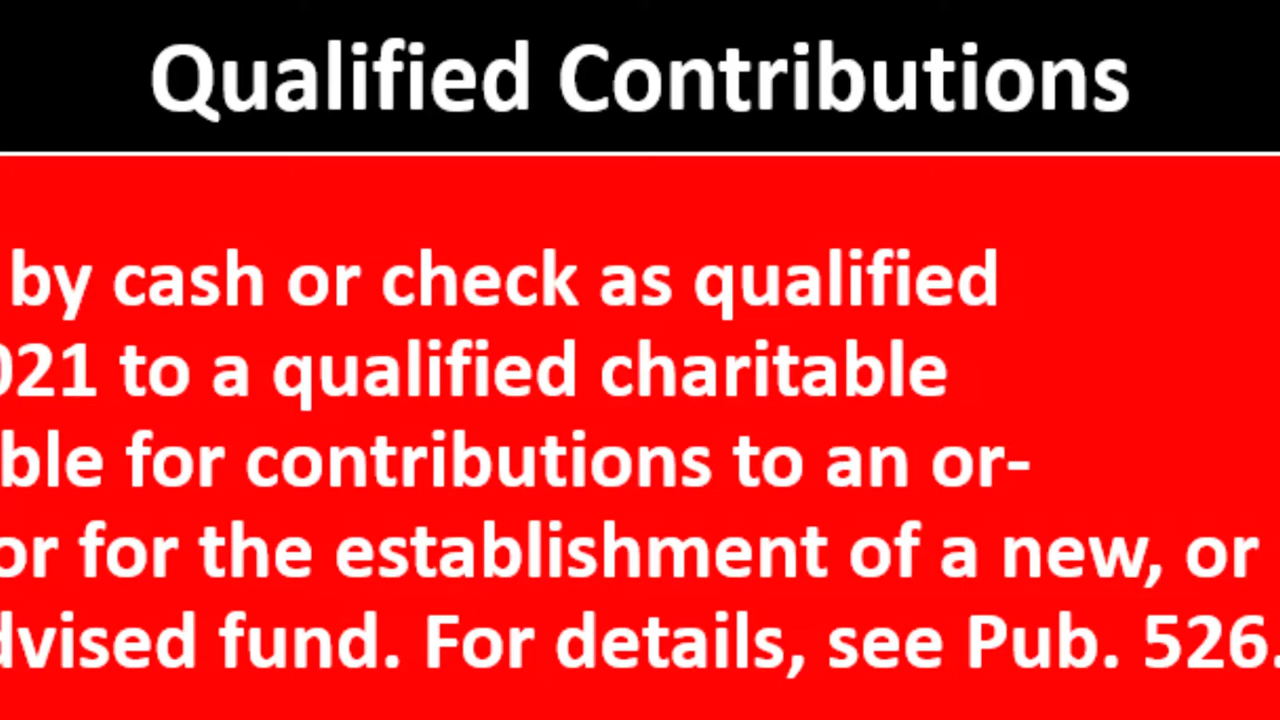 Qualified Contributions
by cash or check as qualified
021 to a qualified charitable
ble for contributions to an or-
or for the establishment of a new, or
dvised fund. For details, see Pub. 526.